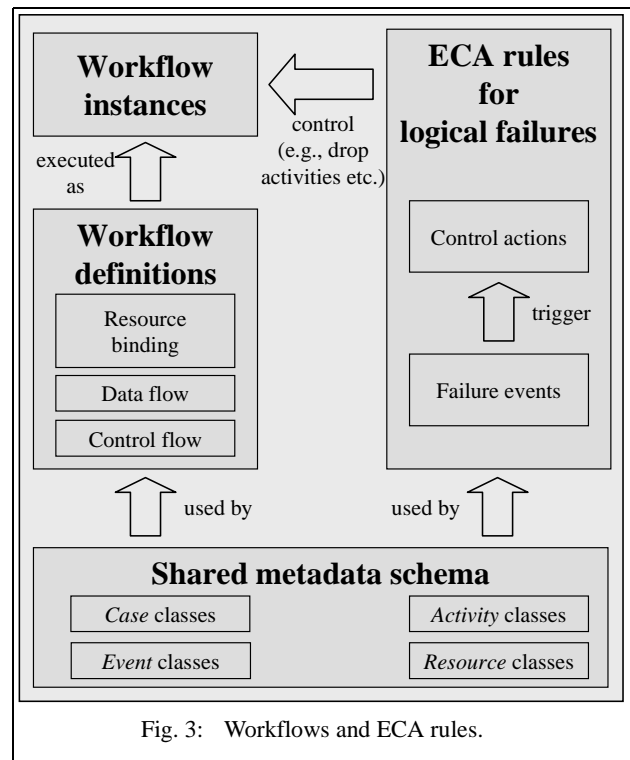 Workflow
instances
ECA rules
for
logical failures
control
(e.g., drop
activities etc.)
executed
as
Workflow
definitions
Resource
binding
Data flow
Control flow
Control actions
trigger
Failure events
used by
used by
Shared metadata schema
Case classes
Activity classes
Event classes
Resource classes
Fig. 3: Workflows and ECA rules.